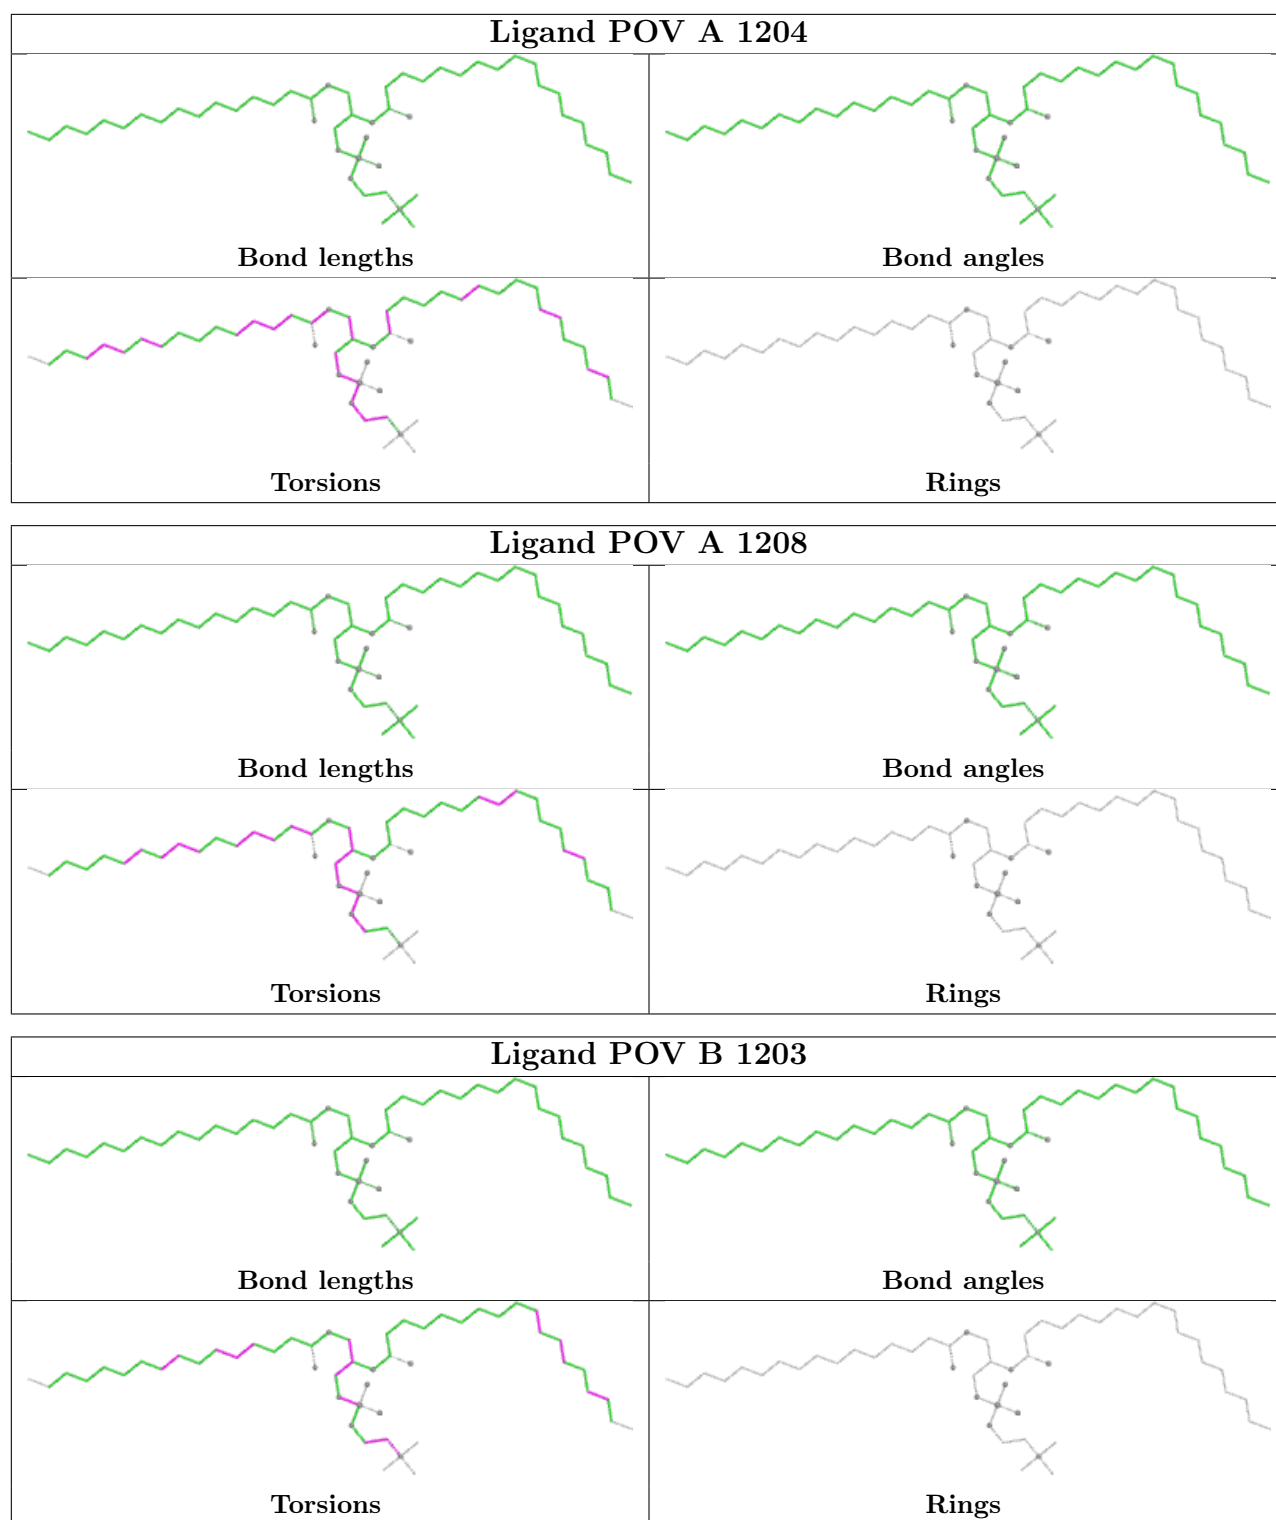 Ligand POV A 1204
Bond lengths
Bond angles
Torsions
Rings
Ligand POV A 1208
Bond lengths
Bond angles
Torsions
Rings
Ligand POV B 1203
Bond lengths
Bond angles
Torsions
Rings